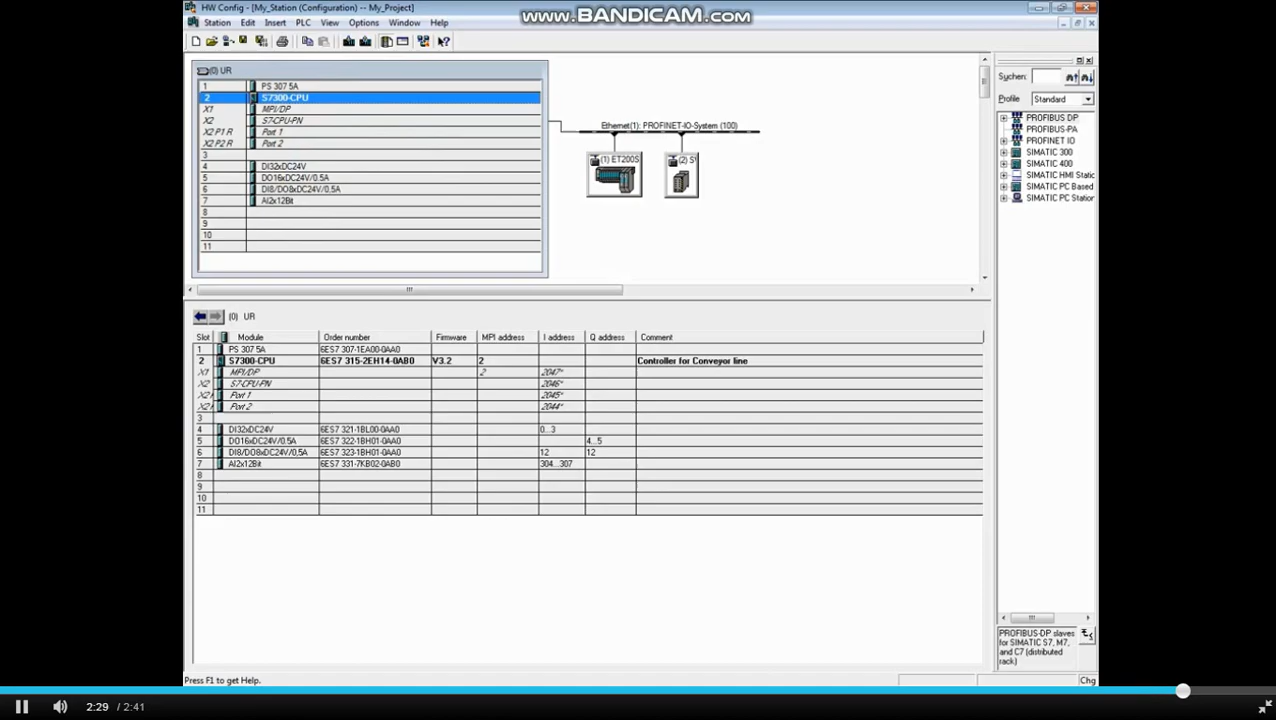 HW Config - [My_Station (Configuration) -- My_Project]
www.BANDICAM.com
Station Edit Insert PLC View Options Window Help
(0) UR
1 PS 307 5A
2 S7300-CPU
X1 MPI/DP
X2 S7-CPU-PN
X2 P1 R Port 1
X2 P2 R Port 2
3
4 DI32xDC24V
5 DO16xDC24V/0.5A
6 DI8/DO8xDC24V/0.5A
7 AI2x12Bit
8
9
10
11
Ethernet(1): PROFINET-IO-System (100)
(1) ET200S
(2) SV
Suchen:
Profile Standard
PROFIBUS DP
PROFIBUS-PA
PROFINET IO
SIMATIC 300
SIMATIC 400
SIMATIC HMI Static
SIMATIC PC Based
SIMATIC PC Station
(0) UR
Slot Module Order number Firmware MPI address I address Q address Comment
1 PS 307 5A 6ES7 307-1EA00-0AA0
2 S7300-CPU 6ES7 315-2EH14-0AB0 V3.2 2 Controller for Conveyor line
X1 MPI/DP 2 2047*
X2 S7-CPU-PN 2046*
X2 Port 1 2045*
X2 Port 2 2044*
3
4 DI32xDC24V 6ES7 321-1BL00-0AA0 0...3
5 DO16xDC24V/0.5A 6ES7 322-1BH01-0AA0 4...5
6 DI8/DO8xDC24V/0,5A 6ES7 323-1BH01-0AA0 12 12
7 AI2x12Bit 6ES7 331-7KB02-0AB0 304...307
8
9
10
11
PROFIBUS-DP slaves
for SIMATIC S7, M7,
and C7 (distributed
rack)
Press F1 to get Help.
Chg
2:29 / 2:41